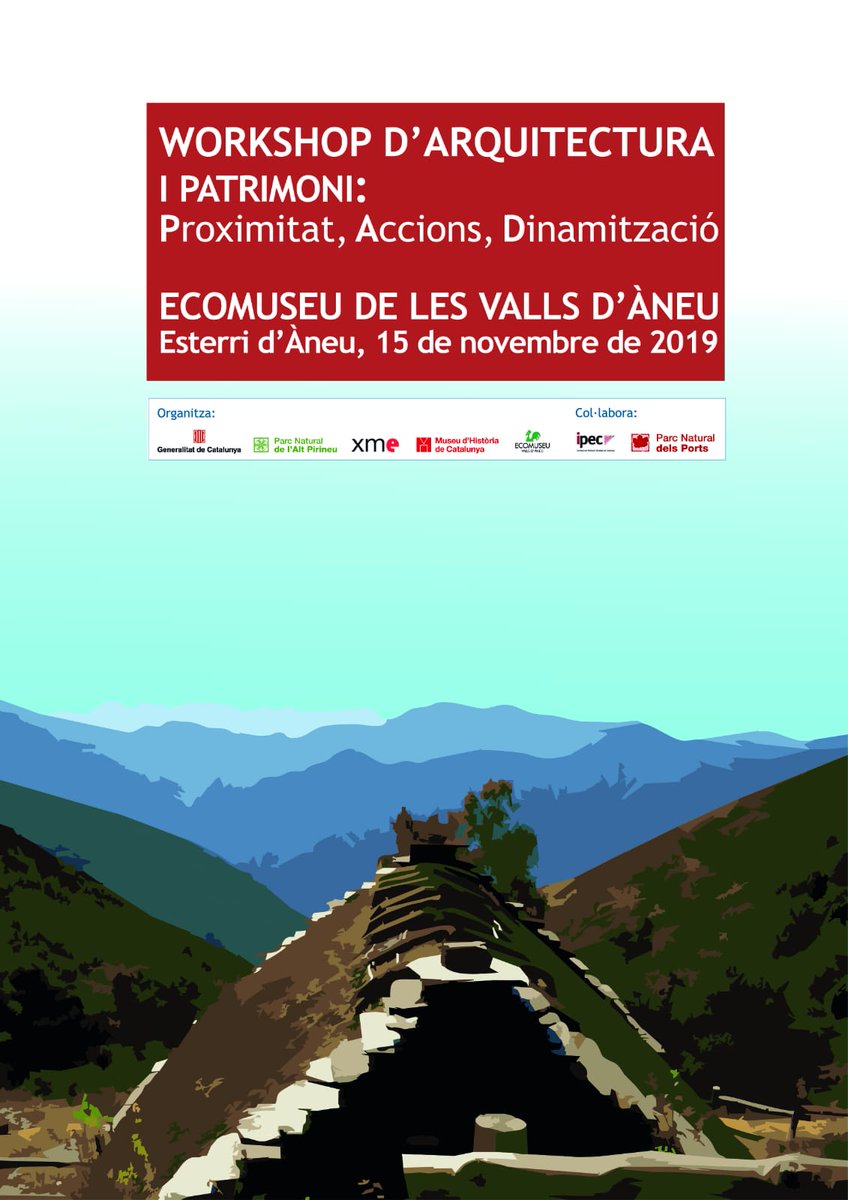 WORKSHOP D’ARQUITECTURA
I PATRIMONI:
Proximitat, Accions, Dinamització
ECOMUSEU DE LES VALLS D’ÀNEU
Esterri d’Àneu, 15 de novembre de 2019
Organitza:
Col·labora:
Generalitat de Catalunya
Parc Natural
de l'Alt Pirineu
xme
Museu d'Història
de Catalunya
ECOMUSEU
VALLS D'ÀNEU
ipec
Parc Natural
dels Ports